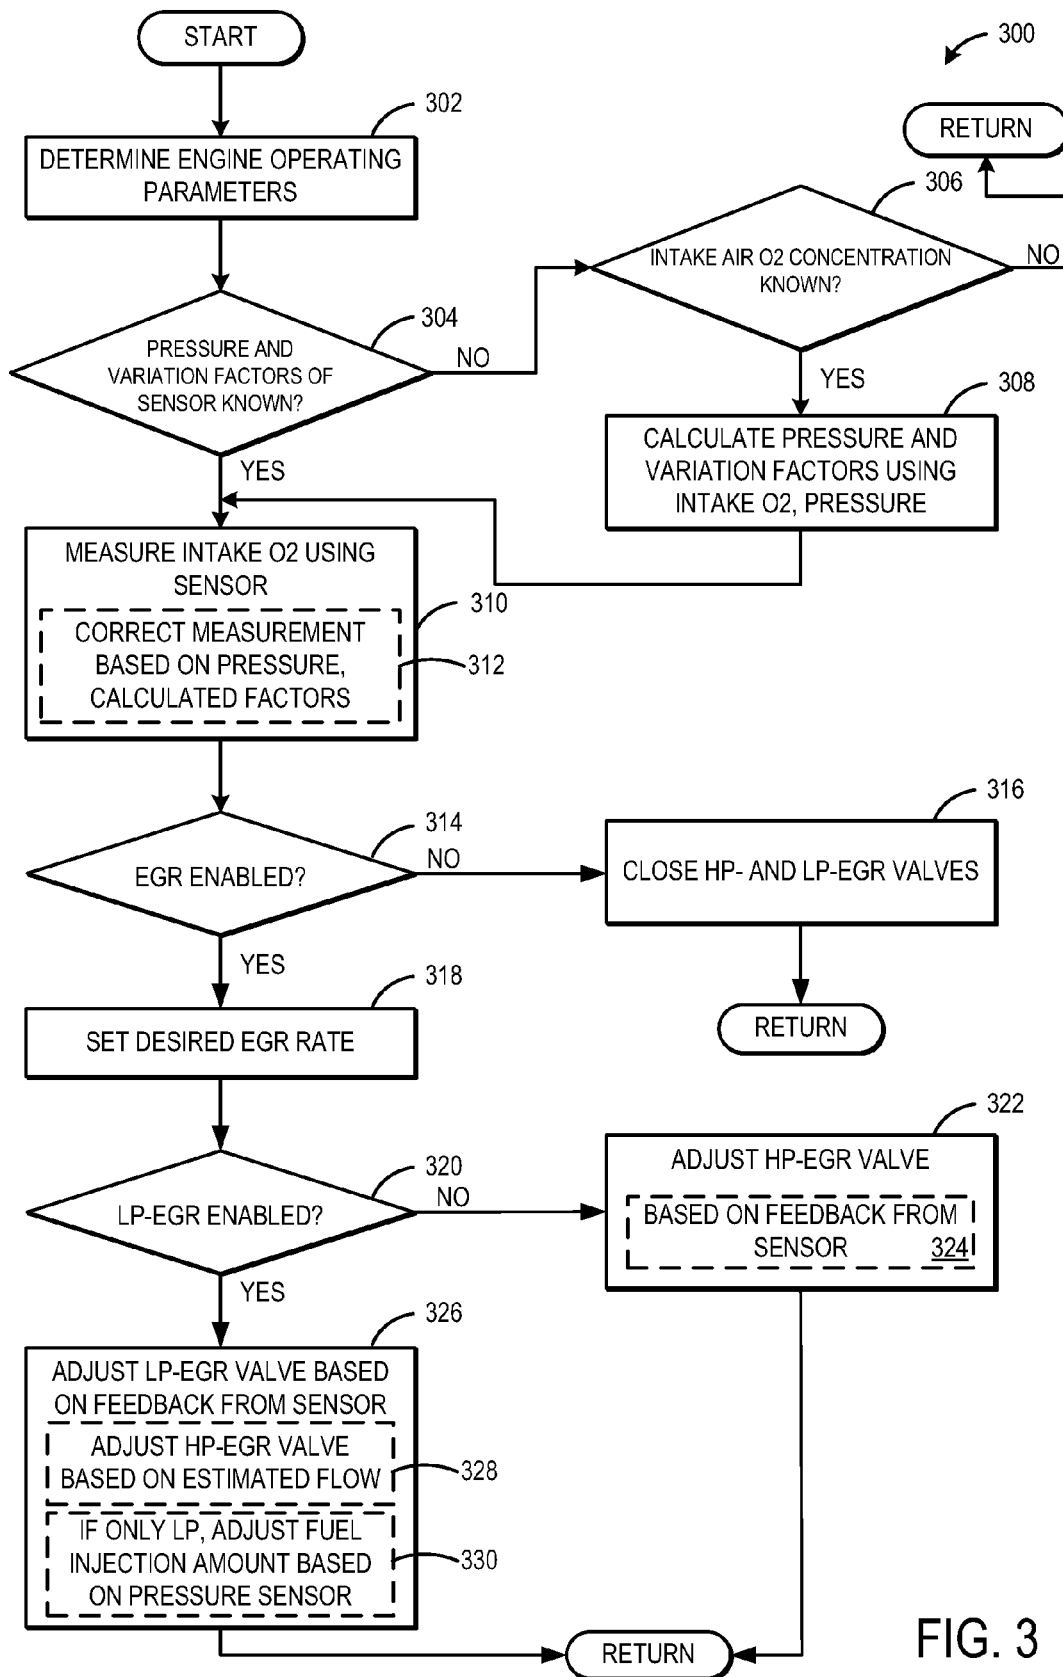 START
300
302
DETERMINE ENGINE OPERATING
PARAMETERS
RETURN
306
INTAKE AIR O2 CONCENTRATION
KNOWN?
NO
304
PRESSURE AND
VARIATION FACTORS OF
SENSOR KNOWN?
NO
YES
YES
308
CALCULATE PRESSURE AND
VARIATION FACTORS USING
INTAKE O2, PRESSURE
MEASURE INTAKE O2 USING
SENSOR
310
CORRECT MEASUREMENT
BASED ON PRESSURE,
CALCULATED FACTORS
312
314
EGR ENABLED?
NO
316
CLOSE HP- AND LP-EGR VALVES
RETURN
YES
318
SET DESIRED EGR RATE
320
LP-EGR ENABLED?
NO
322
ADJUST HP-EGR VALVE
BASED ON FEEDBACK FROM
SENSOR 324
YES
326
ADJUST LP-EGR VALVE BASED
ON FEEDBACK FROM SENSOR
ADJUST HP-EGR VALVE
BASED ON ESTIMATED FLOW
328
IF ONLY LP, ADJUST FUEL
INJECTION AMOUNT BASED
ON PRESSURE SENSOR
330
RETURN
FIG. 3